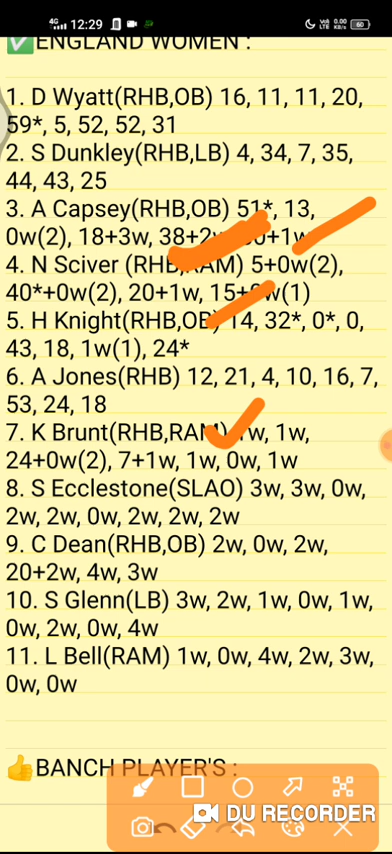 4G 12:29 VoLTE 0.00 KB/s 60
✅ENGLAND WOMEN :
1. D Wyatt(RHB,OB) 16, 11, 11, 20,
59*, 5, 52, 52, 31
2. S Dunkley(RHB,LB) 4, 34, 7, 35,
44, 43, 25
3. A Capsey(RHB,OB) 51*, 13,
0w(2), 18+3w, 38+2w,
4. N Sciver (RHB,RAM) 5+0w(2),
40*+0w(2), 20+1w, 15+0w(1)
5. H Knight(RHB,OB) 14, 32*, 0*, 0,
43, 18, 1w(1), 24*
6. A Jones(RHB) 12, 21, 4, 10, 16, 7,
53, 24, 18
7. K Brunt(RHB,RAM) 1w, 1w,
24+0w(2), 7+1w, 1w, 0w, 1w
8. S Ecclestone(SLAO) 3w, 3w, 0w,
2w, 2w, 0w, 2w, 2w, 2w
9. C Dean(RHB,OB) 2w, 0w, 2w,
20+2w, 4w, 3w
10. S Glenn(LB) 3w, 2w, 1w, 0w, 1w,
0w, 2w, 0w, 4w
11. L Bell(RAM) 1w, 0w, 4w, 2w, 3w,
0w, 0w
👍BANCH PLAYER'S :
DU RECORDER